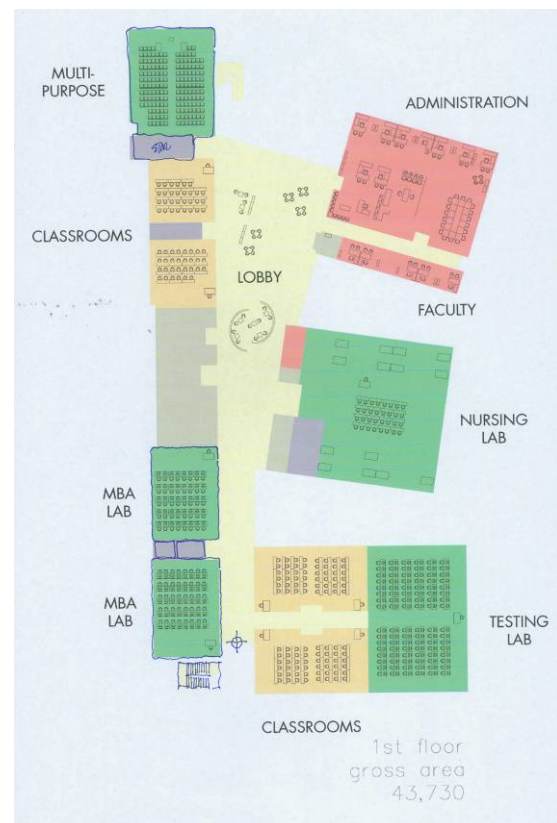 MULTI-
PURPOSE
ADMINISTRATION
CLASSROOMS
LOBBY
FACULTY
NURSING
LAB
MBA
LAB
MBA
LAB
TESTING
LAB
CLASSROOMS
1st floor
gross area
43,730